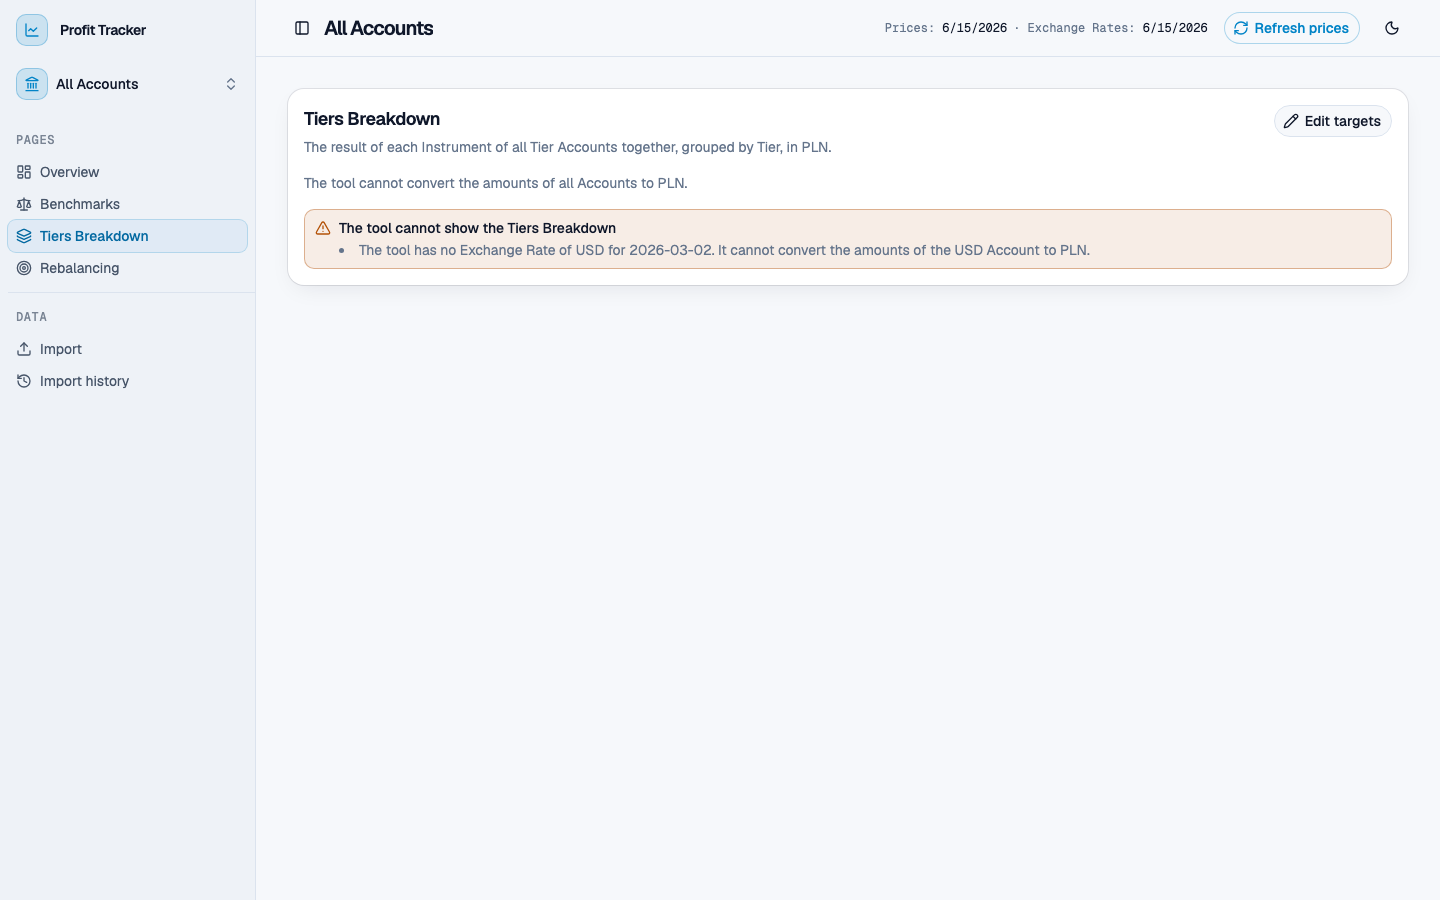 Profit Tracker
All Accounts
PAGES
Overview
Benchmarks
Tiers Breakdown
Rebalancing
DATA
Import
Import history
All Accounts
Prices: 6/15/2026 · Exchange Rates: 6/15/2026
Refresh prices
Tiers Breakdown
Edit targets
The result of each Instrument of all Tier Accounts together, grouped by Tier, in PLN.
The tool cannot convert the amounts of all Accounts to PLN.
The tool cannot show the Tiers Breakdown
• The tool has no Exchange Rate of USD for 2026-03-02. It cannot convert the amounts of the USD Account to PLN.